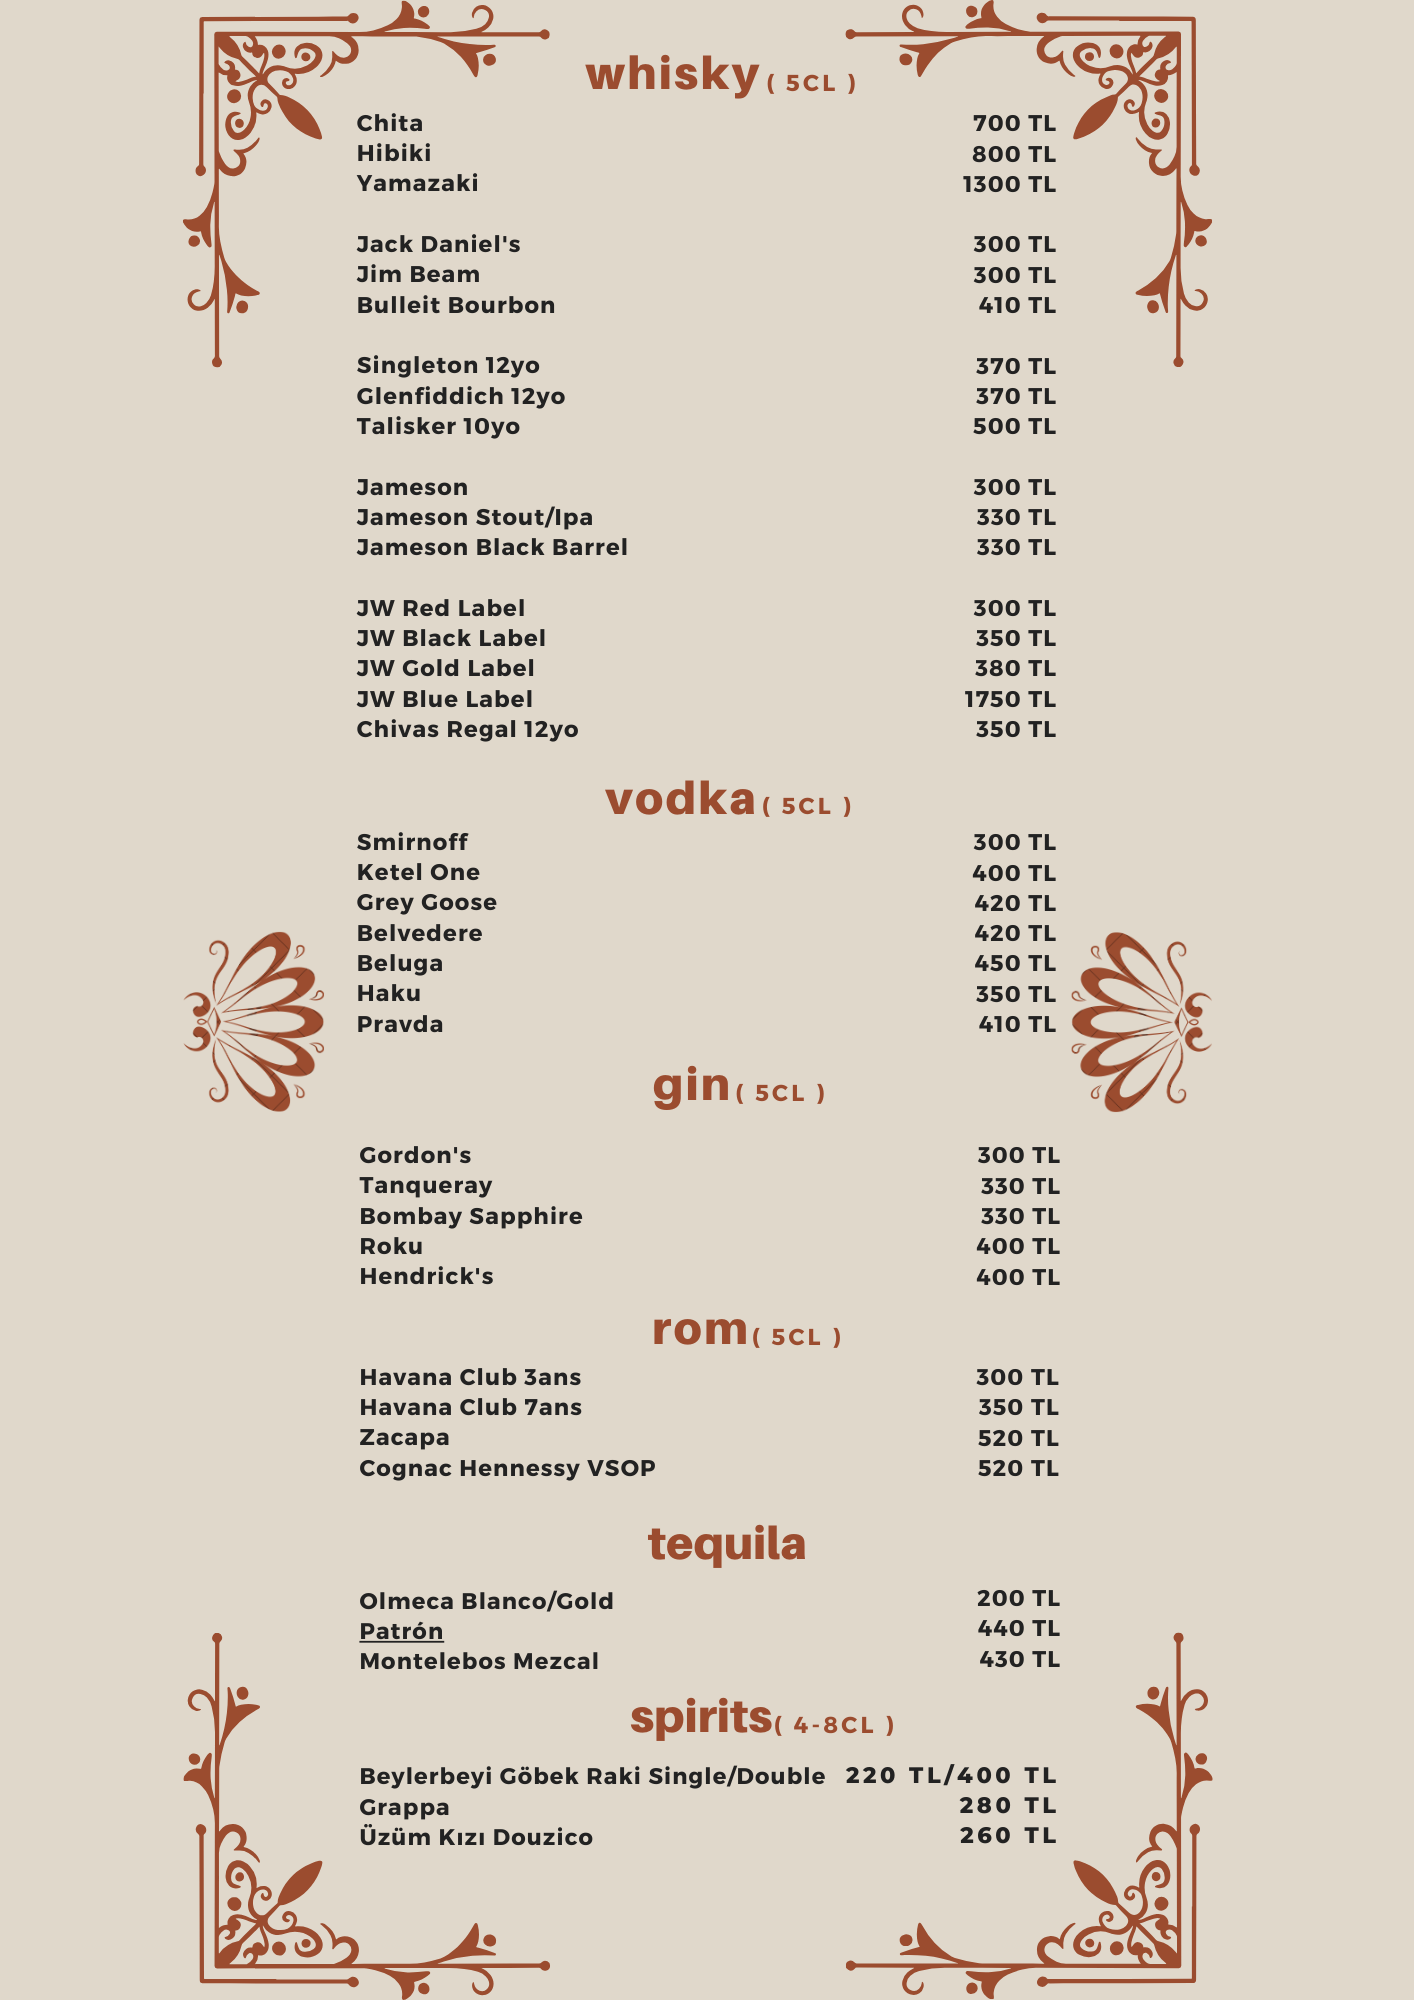 whisky ( 5CL )
Chita 700 TL
Hibiki 800 TL
Yamazaki 1300 TL
Jack Daniel's 300 TL
Jim Beam 300 TL
Bulleit Bourbon 410 TL
Singleton 12yo 370 TL
Glenfiddich 12yo 370 TL
Talisker 10yo 500 TL
Jameson 300 TL
Jameson Stout/Ipa 330 TL
Jameson Black Barrel 330 TL
JW Red Label 300 TL
JW Black Label 350 TL
JW Gold Label 380 TL
JW Blue Label 1750 TL
Chivas Regal 12yo 350 TL
vodka ( 5CL )
Smirnoff 300 TL
Ketel One 400 TL
Grey Goose 420 TL
Belvedere 420 TL
Beluga 450 TL
Haku 350 TL
Pravda 410 TL
gin ( 5CL )
Gordon's 300 TL
Tanqueray 330 TL
Bombay Sapphire 330 TL
Roku 400 TL
Hendrick's 400 TL
rom ( 5CL )
Havana Club 3ans 300 TL
Havana Club 7ans 350 TL
Zacapa 520 TL
Cognac Hennessy VSOP 520 TL
tequila
Olmeca Blanco/Gold 200 TL
Patrón 440 TL
Montelebos Mezcal 430 TL
spirits ( 4-8CL )
Beylerbeyi Göbek Raki Single/Double 220 TL/400 TL
Grappa 280 TL
Üzüm Kızı Douzico 260 TL